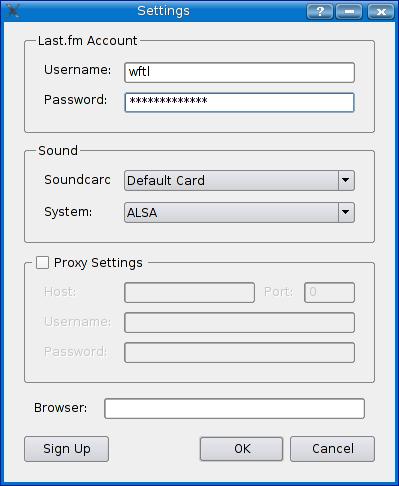 Settings
Last.fm Account
Username: wftl
Password: *************
Sound
Soundcarc Default Card
System: ALSA
Proxy Settings
Host: Port: 0
Username:
Password:
Browser:
Sign Up OK Cancel